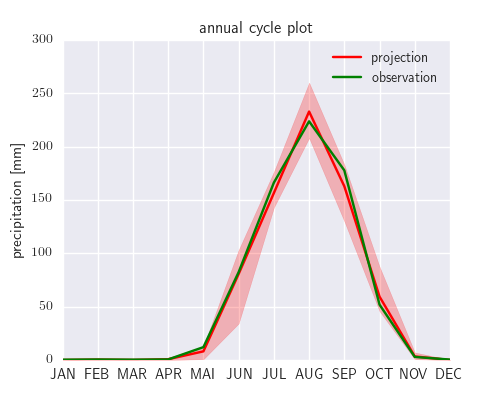 annual cycle plot
projection
observation
precipitation [mm]
300
250
200
150
100
50
0
JAN FEB MAR APR MAI JUN JUL AUG SEP OCT NOV DEC